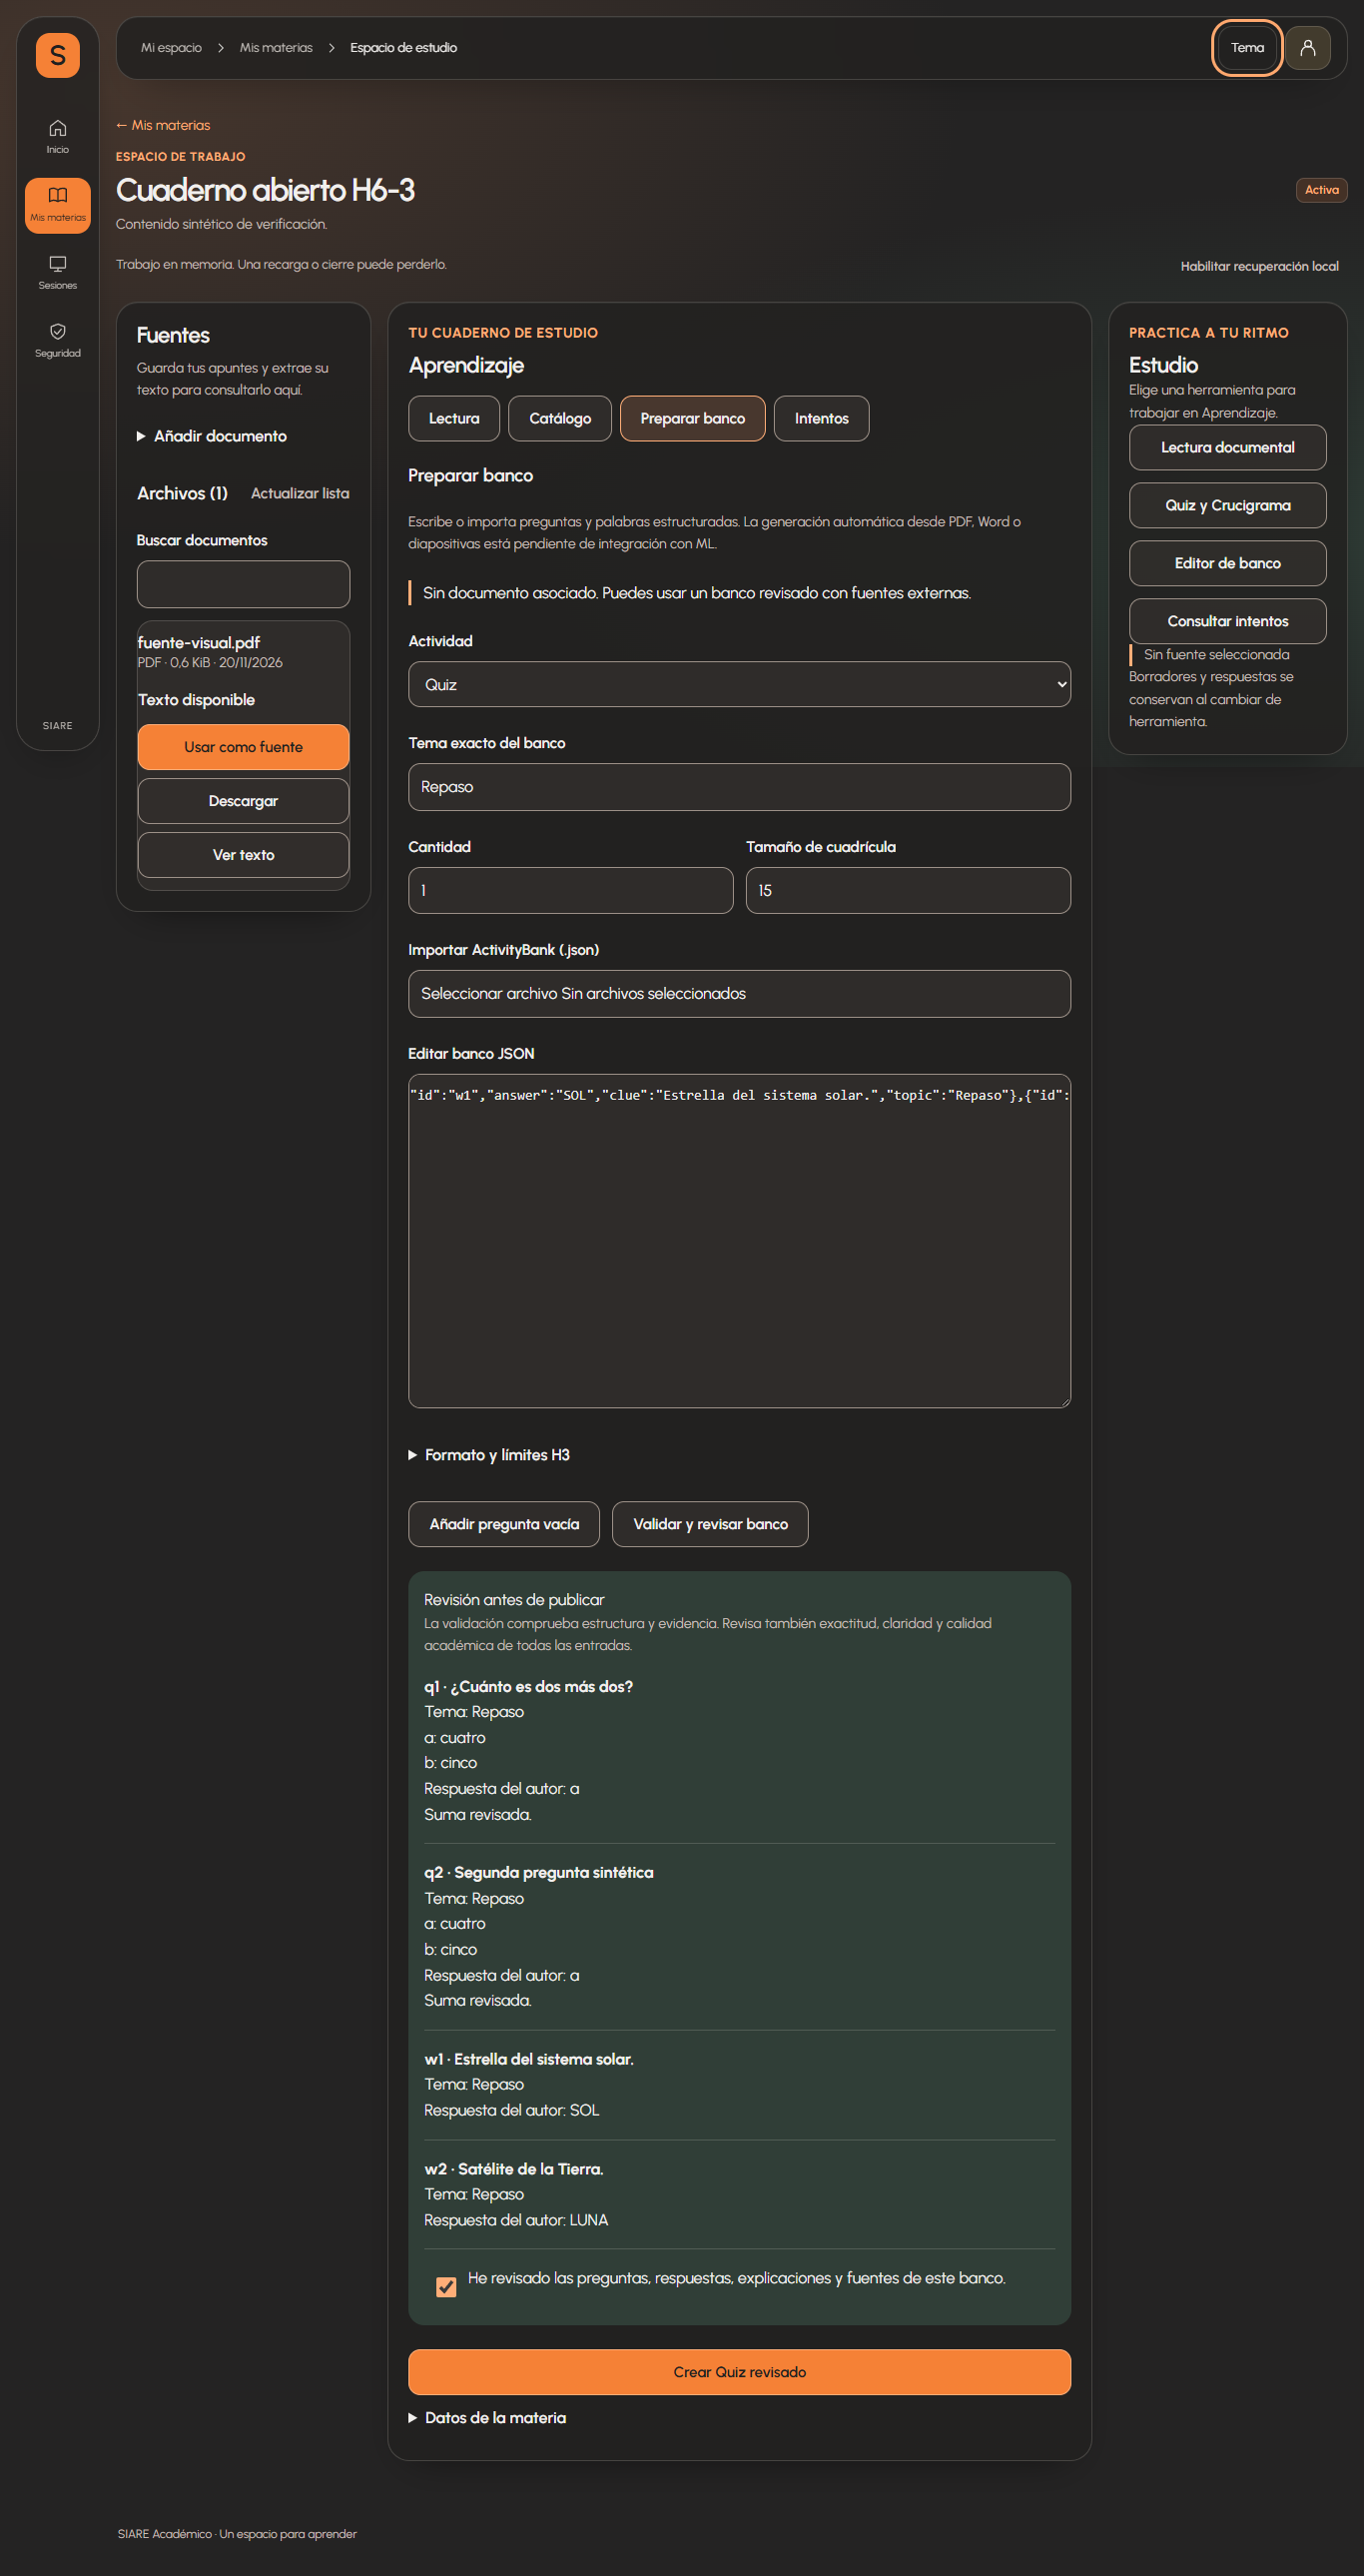 S
Inicio
Mis materias
Sesiones
Seguridad
SIARE
Mi espacio > Mis materias > Espacio de estudio
Tema
← Mis materias
ESPACIO DE TRABAJO
Cuaderno abierto H6-3
Activa
Contenido sintético de verificación.
Trabajo en memoria. Una recarga o cierre puede perderlo.
Habilitar recuperación local
Fuentes
Guarda tus apuntes y extrae su
texto para consultarlo aquí.
Añadir documento
Archivos (1) Actualizar lista
Buscar documentos
fuente-visual.pdf
PDF · 0,6 KiB · 20/11/2026
Texto disponible
Usar como fuente
Descargar
Ver texto
TU CUADERNO DE ESTUDIO
Aprendizaje
Lectura Catálogo Preparar banco Intentos
Preparar banco
Escribe o importa preguntas y palabras estructuradas. La generación automática desde PDF, Word o
diapositivas está pendiente de integración con ML.
Sin documento asociado. Puedes usar un banco revisado con fuentes externas.
Actividad
Quiz
Tema exacto del banco
Repaso
Cantidad Tamaño de cuadrícula
1 15
Importar ActivityBank (.json)
Seleccionar archivo Sin archivos seleccionados
Editar banco JSON
"id":"w1","answer":"SOL","clue":"Estrella del sistema solar.","topic":"Repaso"},{"id":
Formato y límites H3
Añadir pregunta vacía Validar y revisar banco
Revisión antes de publicar
La validación comprueba estructura y evidencia. Revisa también exactitud, claridad y calidad
académica de todas las entradas.
q1 · ¿Cuánto es dos más dos?
Tema: Repaso
a: cuatro
b: cinco
Respuesta del autor: a
Suma revisada.
q2 · Segunda pregunta sintética
Tema: Repaso
a: cuatro
b: cinco
Respuesta del autor: a
Suma revisada.
w1 · Estrella del sistema solar.
Tema: Repaso
Respuesta del autor: SOL
w2 · Satélite de la Tierra.
Tema: Repaso
Respuesta del autor: LUNA
He revisado las preguntas, respuestas, explicaciones y fuentes de este banco.
Crear Quiz revisado
Datos de la materia
PRACTICA A TU RITMO
Estudio
Elige una herramienta para
trabajar en Aprendizaje.
Lectura documental
Quiz y Crucigrama
Editor de banco
Consultar intentos
Sin fuente seleccionada
Borradores y respuestas se
conservan al cambiar de
herramienta.
SIARE Académico · Un espacio para aprender